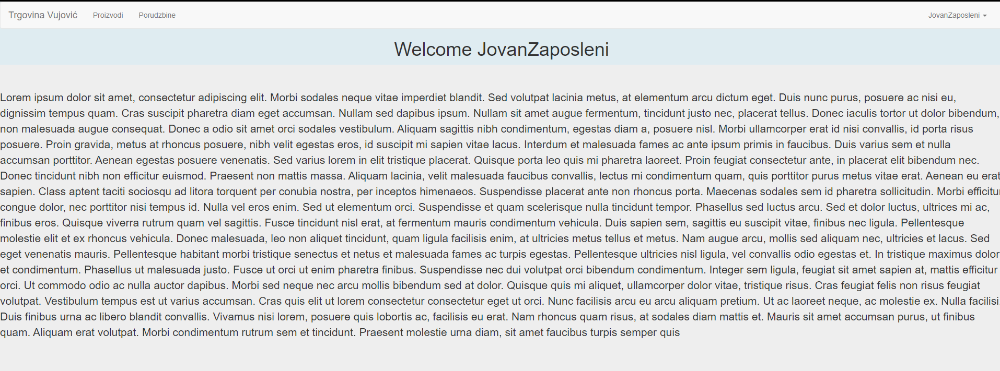 Trgovina Vujović Proizvodi Porudzbine JovanZaposleni
Welcome JovanZaposleni
Lorem ipsum dolor sit amet, consectetur adipiscing elit. Morbi sodales neque vitae imperdiet blandit. Sed volutpat lacinia metus, at elementum arcu dictum eget. Duis nunc purus, posuere ac nisi eu,
dignissim tempus quam. Cras suscipit pharetra diam eget accumsan. Nullam sed dapibus ipsum. Nullam sit amet augue fermentum, tincidunt justo nec, placerat tellus. Donec iaculis tortor ut dolor bibendum,
non malesuada augue consequat. Donec a odio sit amet orci sodales vestibulum. Aliquam sagittis nibh condimentum, egestas diam a, posuere nisl. Morbi ullamcorper erat id nisi convallis, id porta risus
posuere. Proin gravida, metus at rhoncus posuere, nibh velit egestas eros, id suscipit mi sapien vitae lacus. Interdum et malesuada fames ac ante ipsum primis in faucibus. Duis varius sem et nulla
accumsan porttitor. Aenean egestas posuere venenatis. Sed varius lorem in elit tristique placerat. Quisque porta leo quis mi pharetra laoreet. Proin feugiat consectetur ante, in placerat elit bibendum nec.
Donec tincidunt nibh non efficitur euismod. Praesent non mattis massa. Aliquam lacinia, velit malesuada faucibus convallis, lectus mi condimentum quam, quis porttitor purus metus vitae erat. Aenean eu erat
sapien. Class aptent taciti sociosqu ad litora torquent per conubia nostra, per inceptos himenaeos. Suspendisse placerat ante non rhoncus porta. Maecenas sodales sem id pharetra sollicitudin. Morbi efficitur
congue dolor, nec porttitor nisi tempus id. Nulla vel eros enim. Sed ut elementum orci. Suspendisse et quam scelerisque nulla tincidunt tempor. Phasellus sed luctus arcu. Sed et dolor luctus, ultrices mi ac,
finibus eros. Quisque viverra rutrum quam vel sagittis. Fusce tincidunt nisl erat, at fermentum mauris condimentum vehicula. Duis sapien sem, sagittis eu suscipit vitae, finibus nec ligula. Pellentesque
molestie elit et ex rhoncus vehicula. Donec malesuada, leo non aliquet tincidunt, quam ligula facilisis enim, at ultricies metus tellus et metus. Nam augue arcu, mollis sed aliquam nec, ultricies et lacus. Sed
eget venenatis mauris. Pellentesque habitant morbi tristique senectus et netus et malesuada fames ac turpis egestas. Pellentesque ultricies nisl ligula, vel convallis odio egestas et. In tristique maximus dolor
et condimentum. Phasellus ut malesuada justo. Fusce ut orci ut enim pharetra finibus. Suspendisse nec dui volutpat orci bibendum condimentum. Integer sem ligula, feugiat sit amet sapien at, mattis efficitur
orci. Ut commodo odio ac nulla auctor dapibus. Morbi sed neque nec arcu mollis bibendum sed at dolor. Quisque quis mi aliquet, ullamcorper dolor vitae, tristique risus. Cras feugiat felis non risus feugiat
volutpat. Vestibulum tempus est ut varius accumsan. Cras quis elit ut lorem consectetur consectetur eget ut orci. Nunc facilisis arcu eu arcu aliquam pretium. Ut ac laoreet neque, ac molestie ex. Nulla facilisi.
Duis finibus urna ac libero blandit convallis. Vivamus nisi lorem, posuere quis lobortis ac, facilisis eu erat. Nam rhoncus quam risus, at sodales diam mattis et. Mauris sit amet accumsan purus, ut finibus
quam. Aliquam erat volutpat. Morbi condimentum rutrum sem et tincidunt. Praesent molestie urna diam, sit amet faucibus turpis semper quis